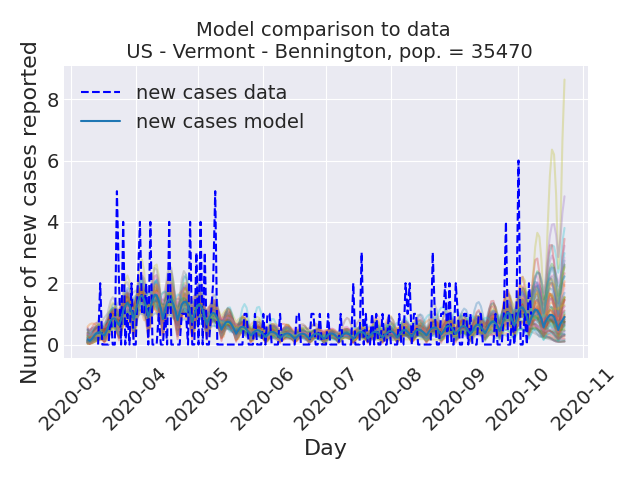 Model comparison to data
US - Vermont - Bennington, pop. = 35470
Number of new cases reported
8
6
4
2
0
new cases data
new cases model
2020-03
2020-04
2020-05
2020-06
2020-07
2020-08
2020-09
2020-10
2020-11
Day